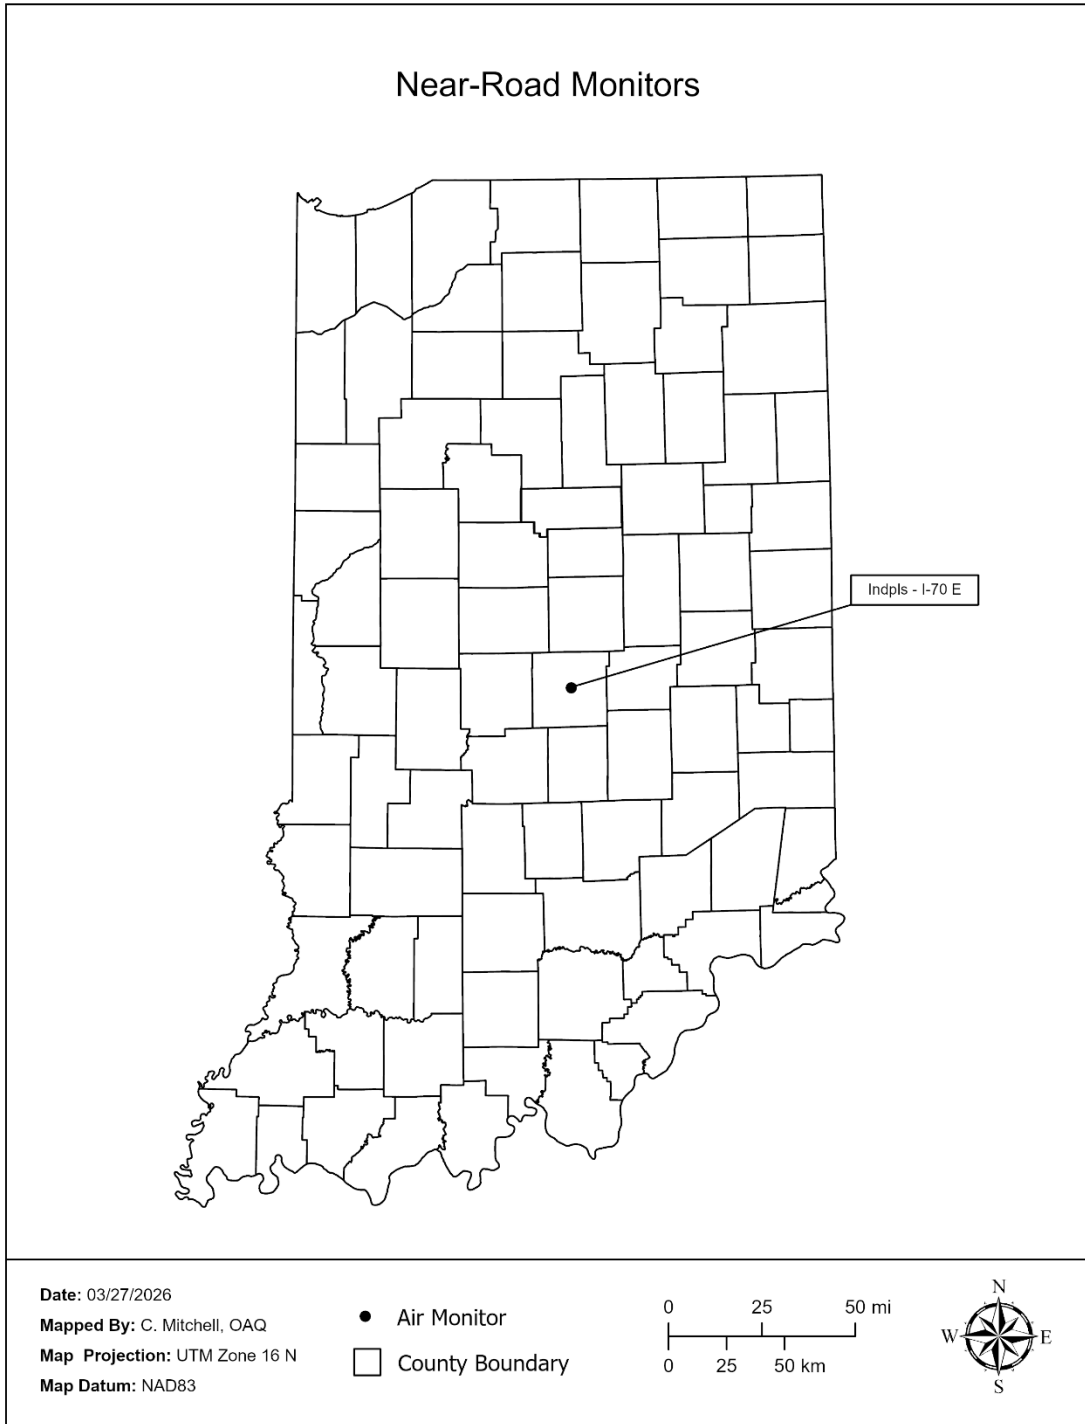 Near-Road Monitors
Indpls - I-70 E
Date: 03/27/2026
Mapped By: C. Mitchell, OAQ
Map Projection: UTM Zone 16 N
Map Datum: NAD83
Air Monitor
County Boundary
0 25 50 mi
0 25 50 km
N
W E
S